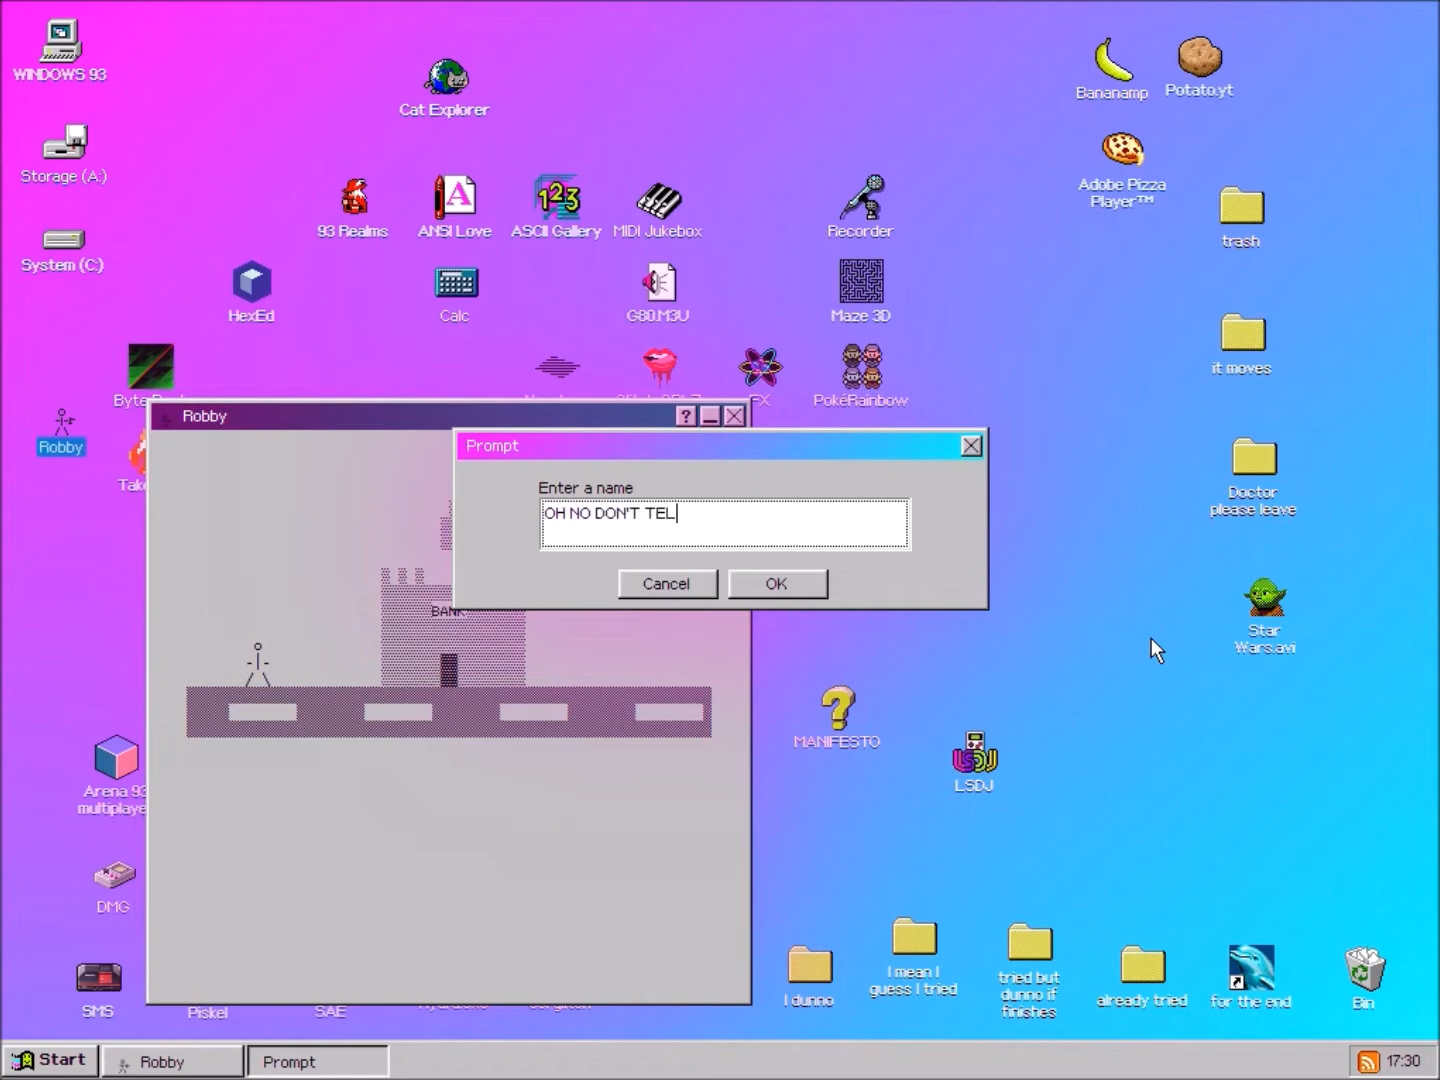 WINDOWS 93
Cat Explorer
Bananamp
Potato.yt
Storage (A:)
Adobe Pizza
Player™
93 Realms
ANSI Love
ASCII Gallery
MIDI Jukebox
Recorder
trash
System (C:)
HexEd
Calc
G80.M3U
Maze 3D
it moves
PokéRainbow
Robby
Robby
?
Prompt
Enter a name
OH NO DON'T TEL
Cancel
OK
BANK
Doctor
please leave
Star
Wars.avi
MANIFESTO
LSDJ
Arena 93
multiplaye
DMG
SMS
Piskel
SAE
I dunno
I mean I
guess I tried
tried but
dunno if
finishes
already tried
for the end
Bin
Start
Robby
Prompt
17:30